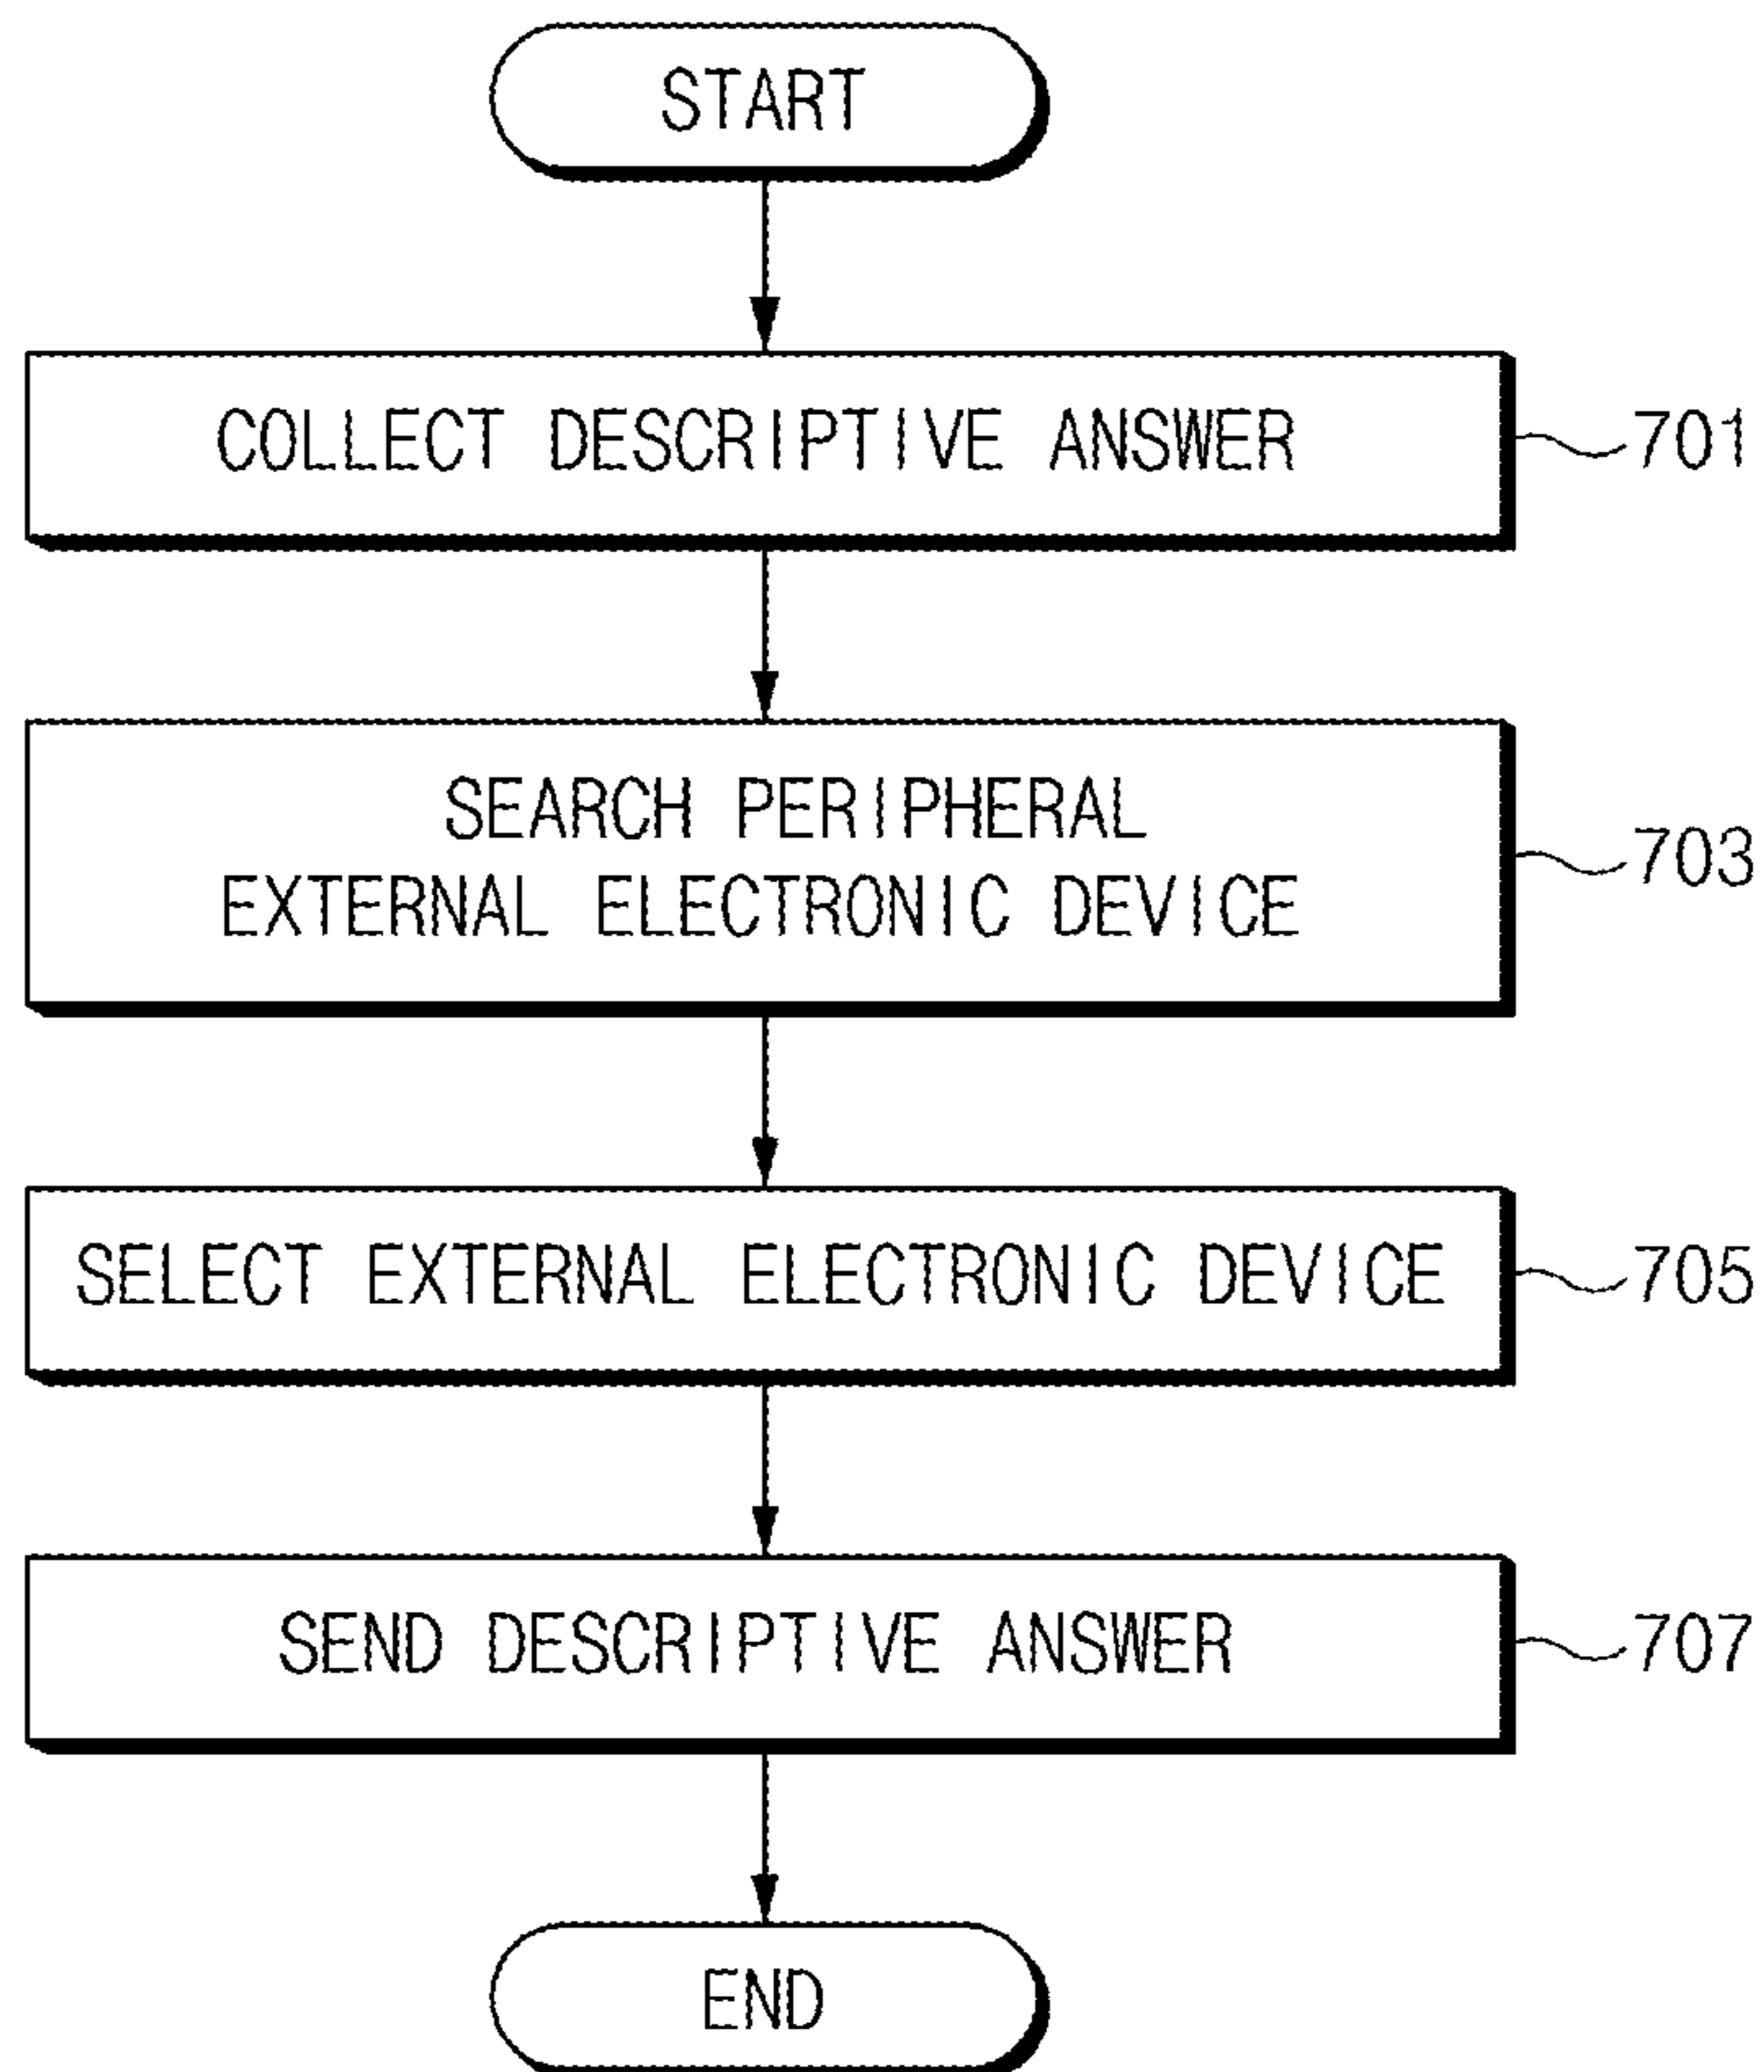 START
COLLECT DESCRIPTIVE ANSWER
701
SEARCH PERIPHERAL
EXTERNAL ELECTRONIC DEVICE
703
SELECT EXTERNAL ELECTRONIC DEVICE
705
SEND DESCRIPTIVE ANSWER
707
END